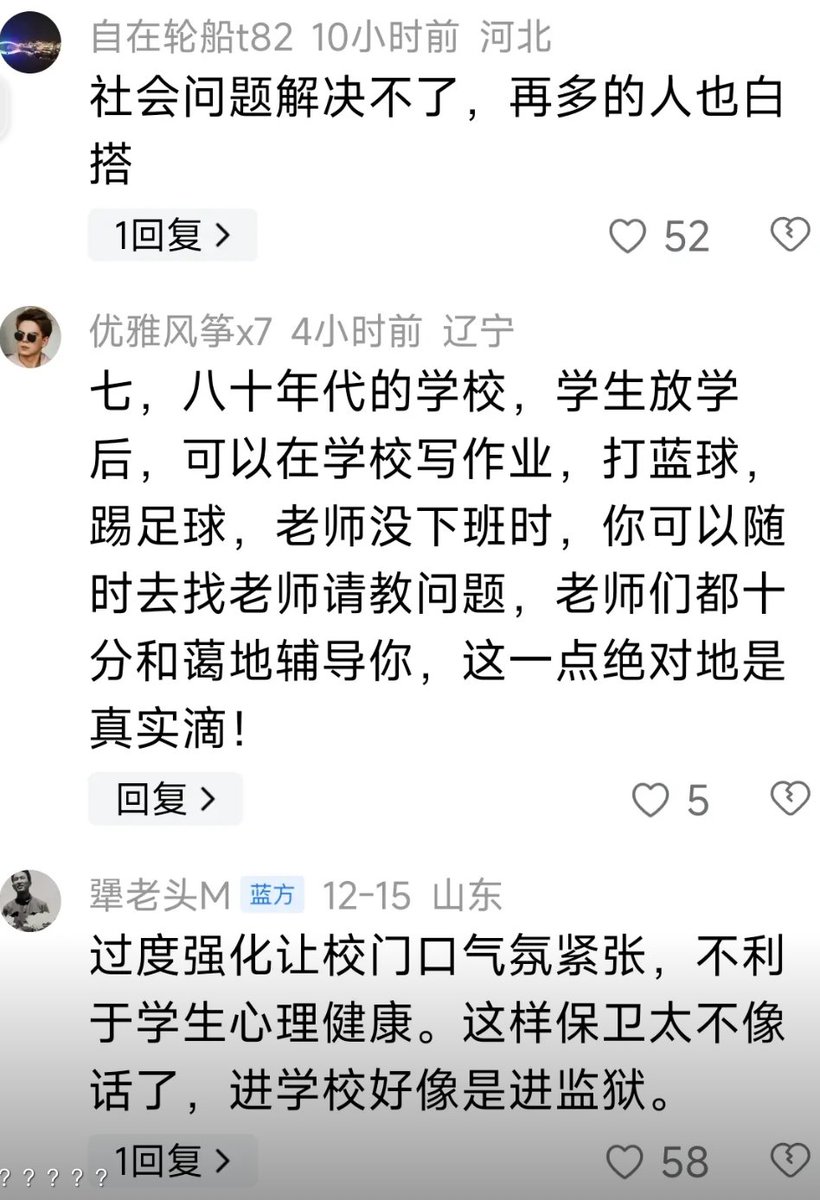 自在轮船t82 10小时前 河北
社会问题解决不了，再多的人也白
搭
1回复 >
52
优雅风筝x7 4小时前 辽宁
七，八十年代的学校，学生放学
后，可以在学校写作业，打蓝球，
踢足球，老师没下班时，你可以随
时去找老师请教问题，老师们都十
分和蔼地辅导你，这一点绝对地是
真实滴！
回复 >
5
犟老头M 蓝方 12-15 山东
过度强化让校门口气氛紧张，不利
于学生心理健康。这样保卫太不像
话了，进学校好像是进监狱。
1回复 >
58
？？？？？